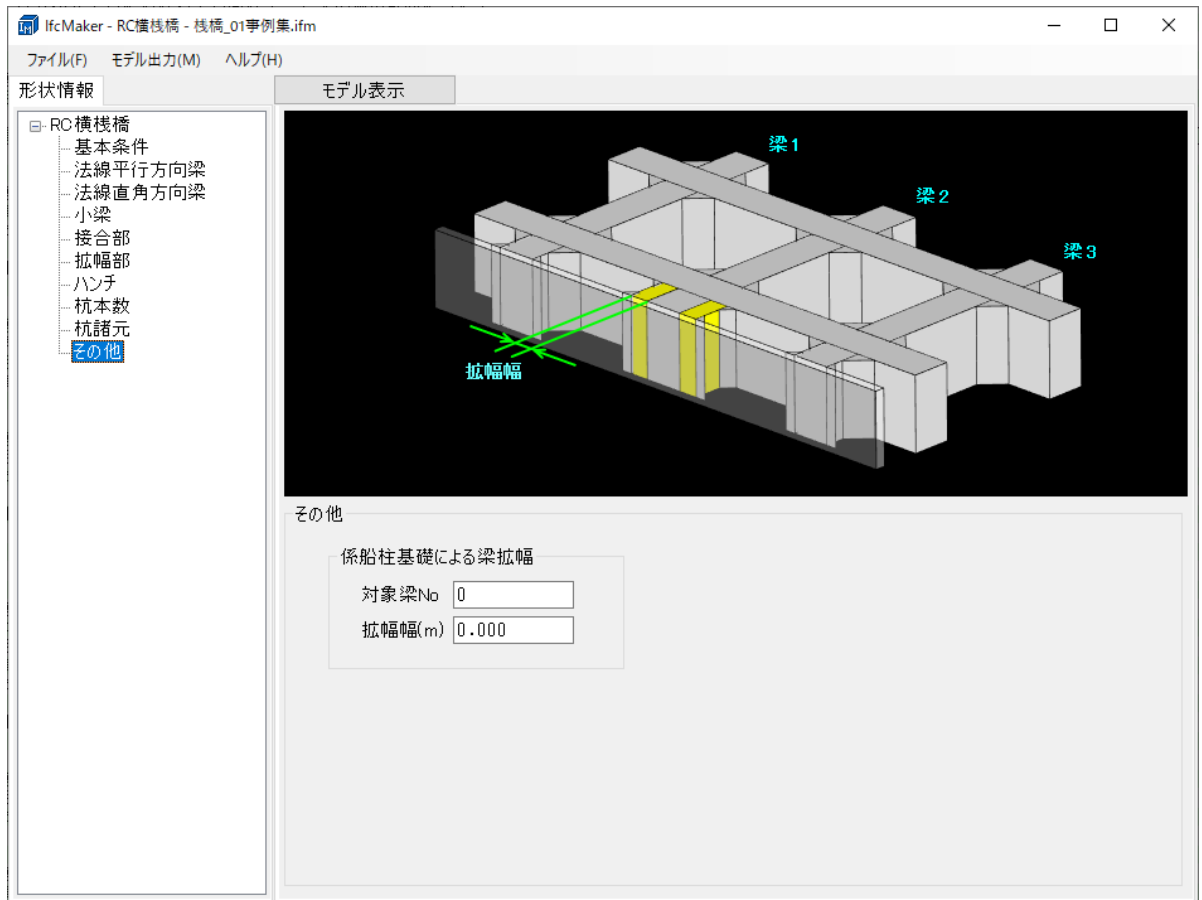 IfcMaker - RC横桟橋 - 桟橋_01事例集.ifm
ファイル(F) モデル出力(M) ヘルプ(H)
形状情報
モデル表示
RC横桟橋
基本条件
法線平行方向梁
法線直角方向梁
小梁
接合部
拡幅部
ハンチ
杭本数
杭諸元
その他
梁1
梁2
梁3
拡幅幅
その他
係船柱基礎による梁拡幅
対象梁No 0
拡幅幅(m) 0.000